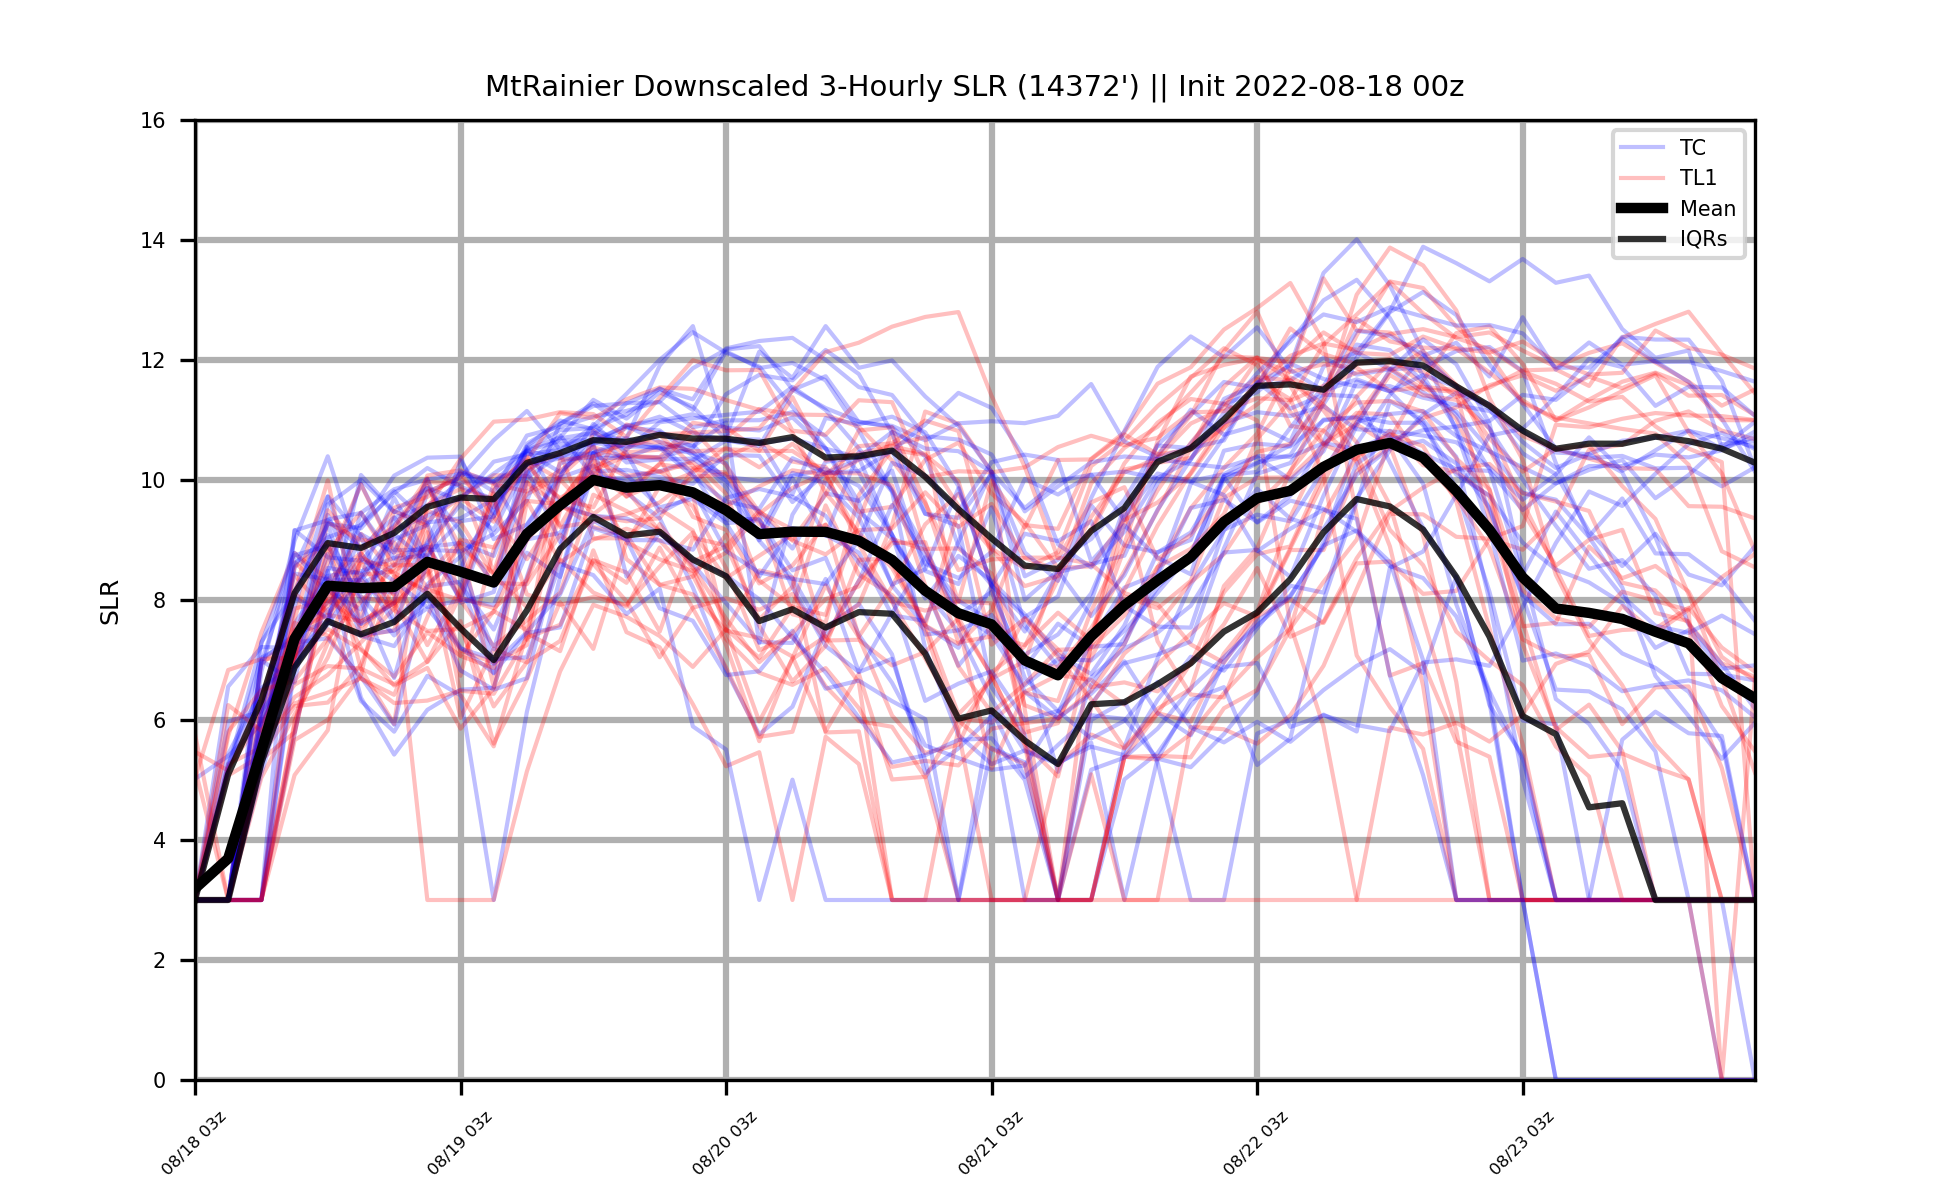 MtRainier Downscaled 3-Hourly SLR (14372') || Init 2022-08-18 00z
16
14
12
10
8
6
4
2
0
SLR
TC
TL1
Mean
IQRs
08/18 03z
08/19 03z
08/20 03z
08/21 03z
08/22 03z
08/23 03z